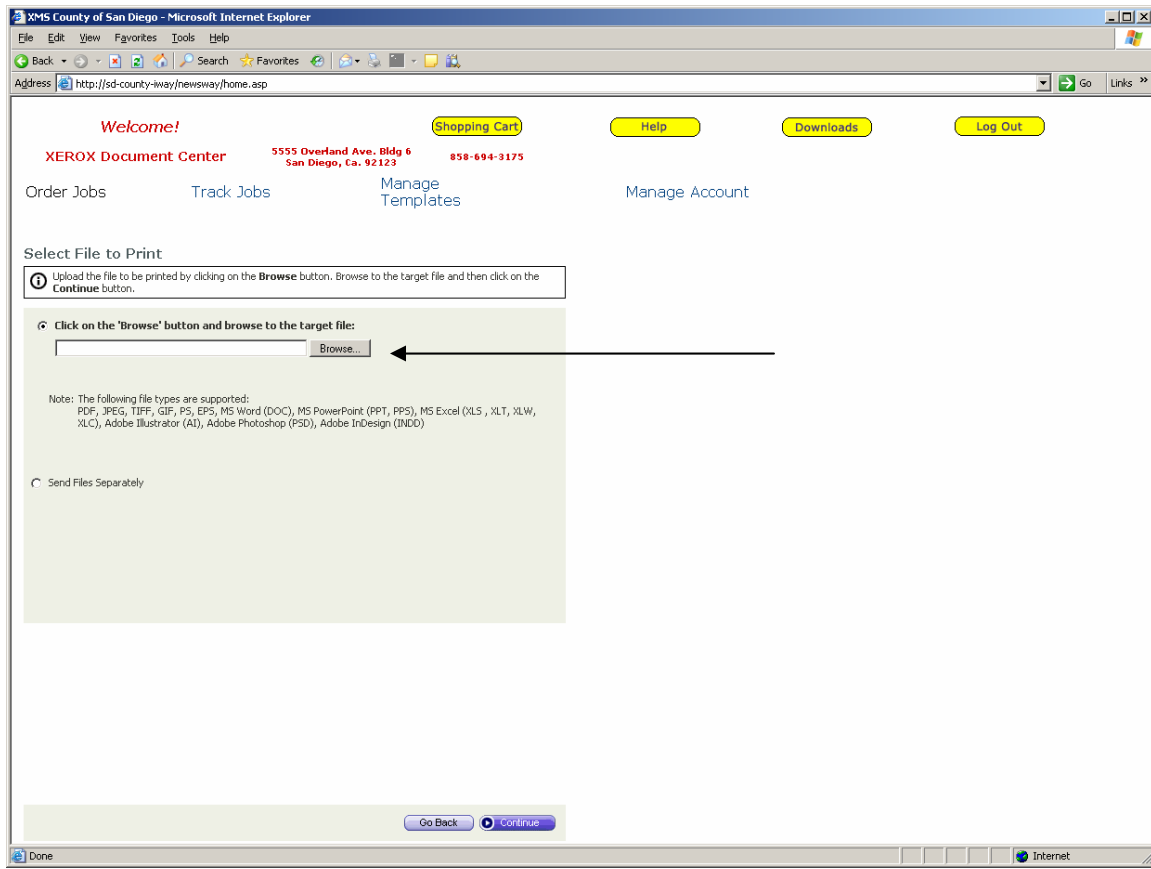 XMS County of San Diego - Microsoft Internet Explorer
File Edit View Favorites Tools Help
Back Search Favorites
Address http://sd-county-iway/newsway/home.asp Go Links »
Welcome! Shopping Cart Help Downloads Log Out
XEROX Document Center 5555 Overland Ave. Bldg 6 858-694-3175
San Diego, Ca. 92123
Order Jobs Track Jobs Manage Manage Account
Templates
Select File to Print
Upload the file to be printed by clicking on the Browse button. Browse to the target file and then click on the
Continue button.
Click on the 'Browse' button and browse to the target file:
Browse...
Note: The following file types are supported:
PDF, JPEG, TIFF, GIF, PS, EPS, MS Word (DOC), MS PowerPoint (PPT, PPS), MS Excel (XLS , XLT, XLW,
XLC), Adobe Illustrator (AI), Adobe Photoshop (PSD), Adobe InDesign (INDD)
Send Files Separately
Go Back Continue
Done Internet